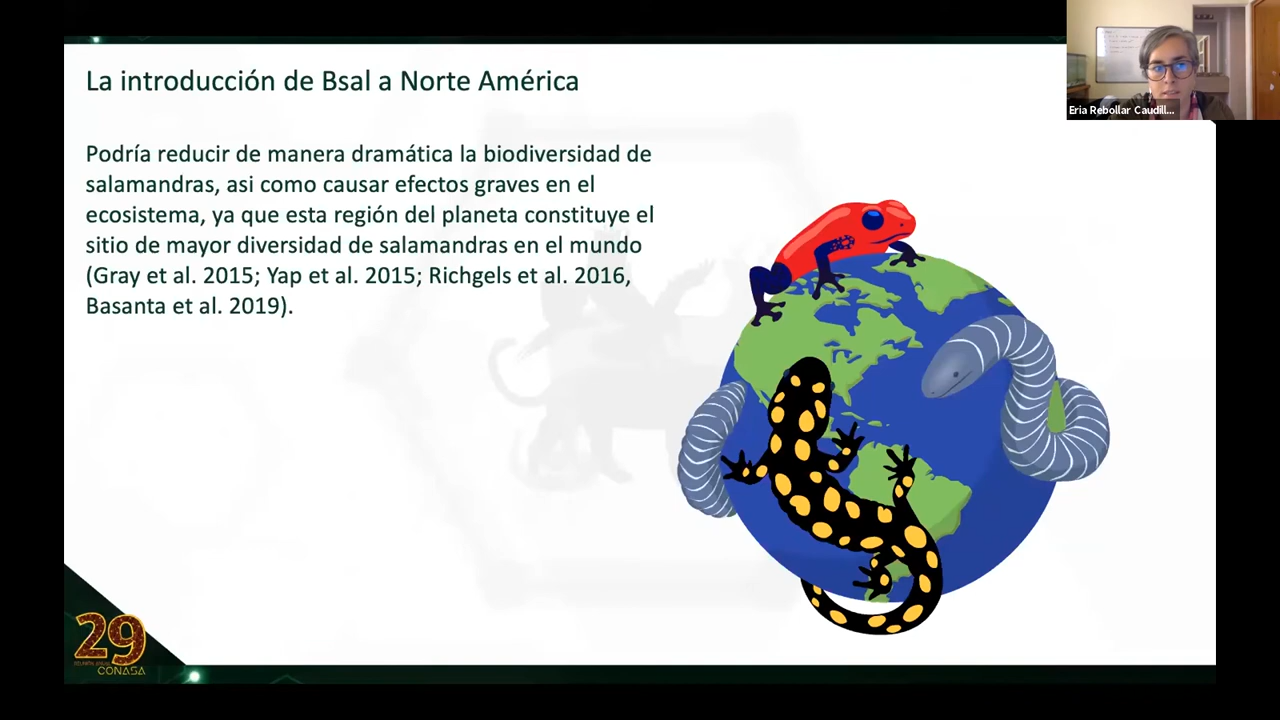 La introducción de Bsal a Norte América
Podría reducir de manera dramática la biodiversidad de
salamandras, asi como causar efectos graves en el
ecosistema, ya que esta región del planeta constituye el
sitio de mayor diversidad de salamandras en el mundo
(Gray et al. 2015; Yap et al. 2015; Richgels et al. 2016,
Basanta et al. 2019).
Eria Rebollar Caudill...
29
REUNIÓN ANUAL
CONASA